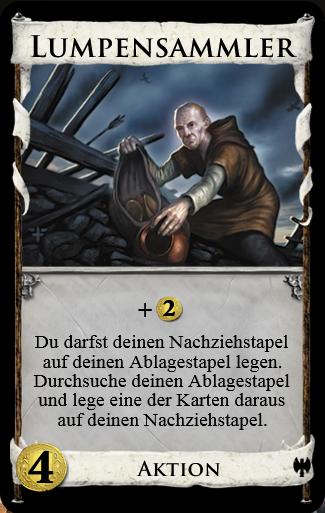 Lumpensammler
+ 2
Du darfst deinen Nachziehstapel
auf deinen Ablagestapel legen.
Durchsuche deinen Ablagestapel
und lege eine der Karten daraus
auf deinen Nachziehstapel.
4 Aktion